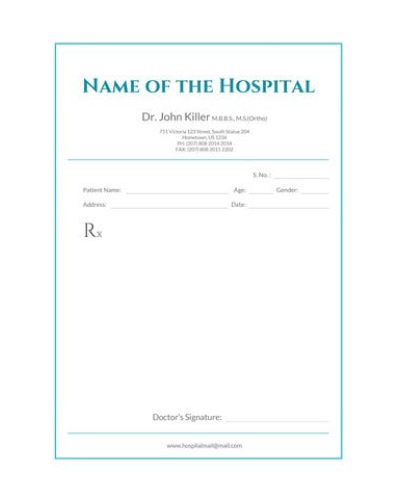 Name of the Hospital
Dr. John Killer M.B.B.S., M.S.(Ortho)
711 Victoria 123 Street, South Statue 204
Hometown, US 1236
PH: (207) 808 2014 2014
FAX: (207) 808 2015 2302
S. No.:
Patient Name: Age: Gender:
Address: Date:
Rx
Doctor's Signature:
www.hospitalmail@mail.com